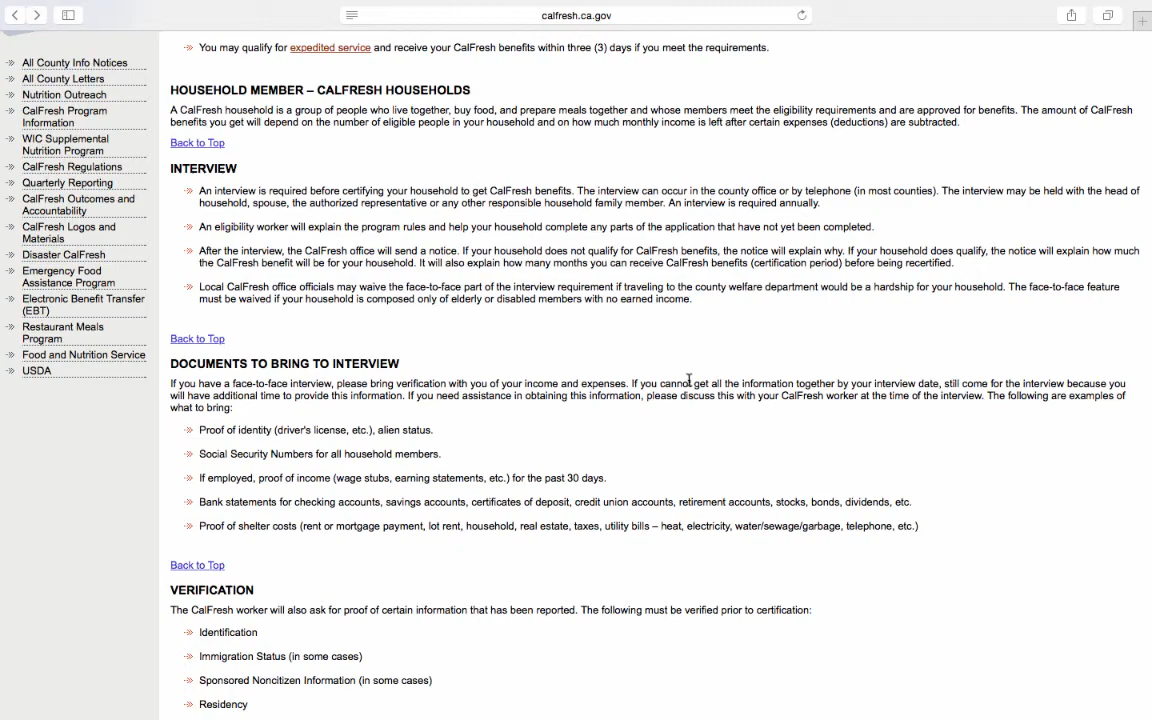 calfresh.ca.gov
All County Info Notices
All County Letters
Nutrition Outreach
CalFresh Program
Information
WIC Supplemental
Nutrition Program
CalFresh Regulations
Quarterly Reporting
CalFresh Outcomes and
Accountability
CalFresh Logos and
Materials
Disaster CalFresh
Emergency Food
Assistance Program
Electronic Benefit Transfer
(EBT)
Restaurant Meals
Program
Food and Nutrition Service
USDA
You may qualify for expedited service and receive your CalFresh benefits within three (3) days if you meet the requirements.
HOUSEHOLD MEMBER – CALFRESH HOUSEHOLDS
A CalFresh household is a group of people who live together, buy food, and prepare meals together and whose members meet the eligibility requirements and are approved for benefits. The amount of CalFresh
benefits you get will depend on the number of eligible people in your household and on how much monthly income is left after certain expenses (deductions) are subtracted.
Back to Top
INTERVIEW
An interview is required before certifying your household to get CalFresh benefits. The interview can occur in the county office or by telephone (in most counties). The interview may be held with the head of
household, spouse, the authorized representative or any other responsible household family member. An interview is required annually.
An eligibility worker will explain the program rules and help your household complete any parts of the application that have not yet been completed.
After the interview, the CalFresh office will send a notice. If your household does not qualify for CalFresh benefits, the notice will explain why. If your household does qualify, the notice will explain how much
the CalFresh benefit will be for your household. It will also explain how many months you can receive CalFresh benefits (certification period) before being recertified.
Local CalFresh office officials may waive the face-to-face part of the interview requirement if traveling to the county welfare department would be a hardship for your household. The face-to-face feature
must be waived if your household is composed only of elderly or disabled members with no earned income.
Back to Top
DOCUMENTS TO BRING TO INTERVIEW
If you have a face-to-face interview, please bring verification with you of your income and expenses. If you cannot get all the information together by your interview date, still come for the interview because you
will have additional time to provide this information. If you need assistance in obtaining this information, please discuss this with your CalFresh worker at the time of the interview. The following are examples of
what to bring:
Proof of identity (driver's license, etc.), alien status.
Social Security Numbers for all household members.
If employed, proof of income (wage stubs, earning statements, etc.) for the past 30 days.
Bank statements for checking accounts, savings accounts, certificates of deposit, credit union accounts, retirement accounts, stocks, bonds, dividends, etc.
Proof of shelter costs (rent or mortgage payment, lot rent, household, real estate, taxes, utility bills – heat, electricity, water/sewage/garbage, telephone, etc.)
Back to Top
VERIFICATION
The CalFresh worker will also ask for proof of certain information that has been reported. The following must be verified prior to certification:
Identification
Immigration Status (in some cases)
Sponsored Noncitizen Information (in some cases)
Residency